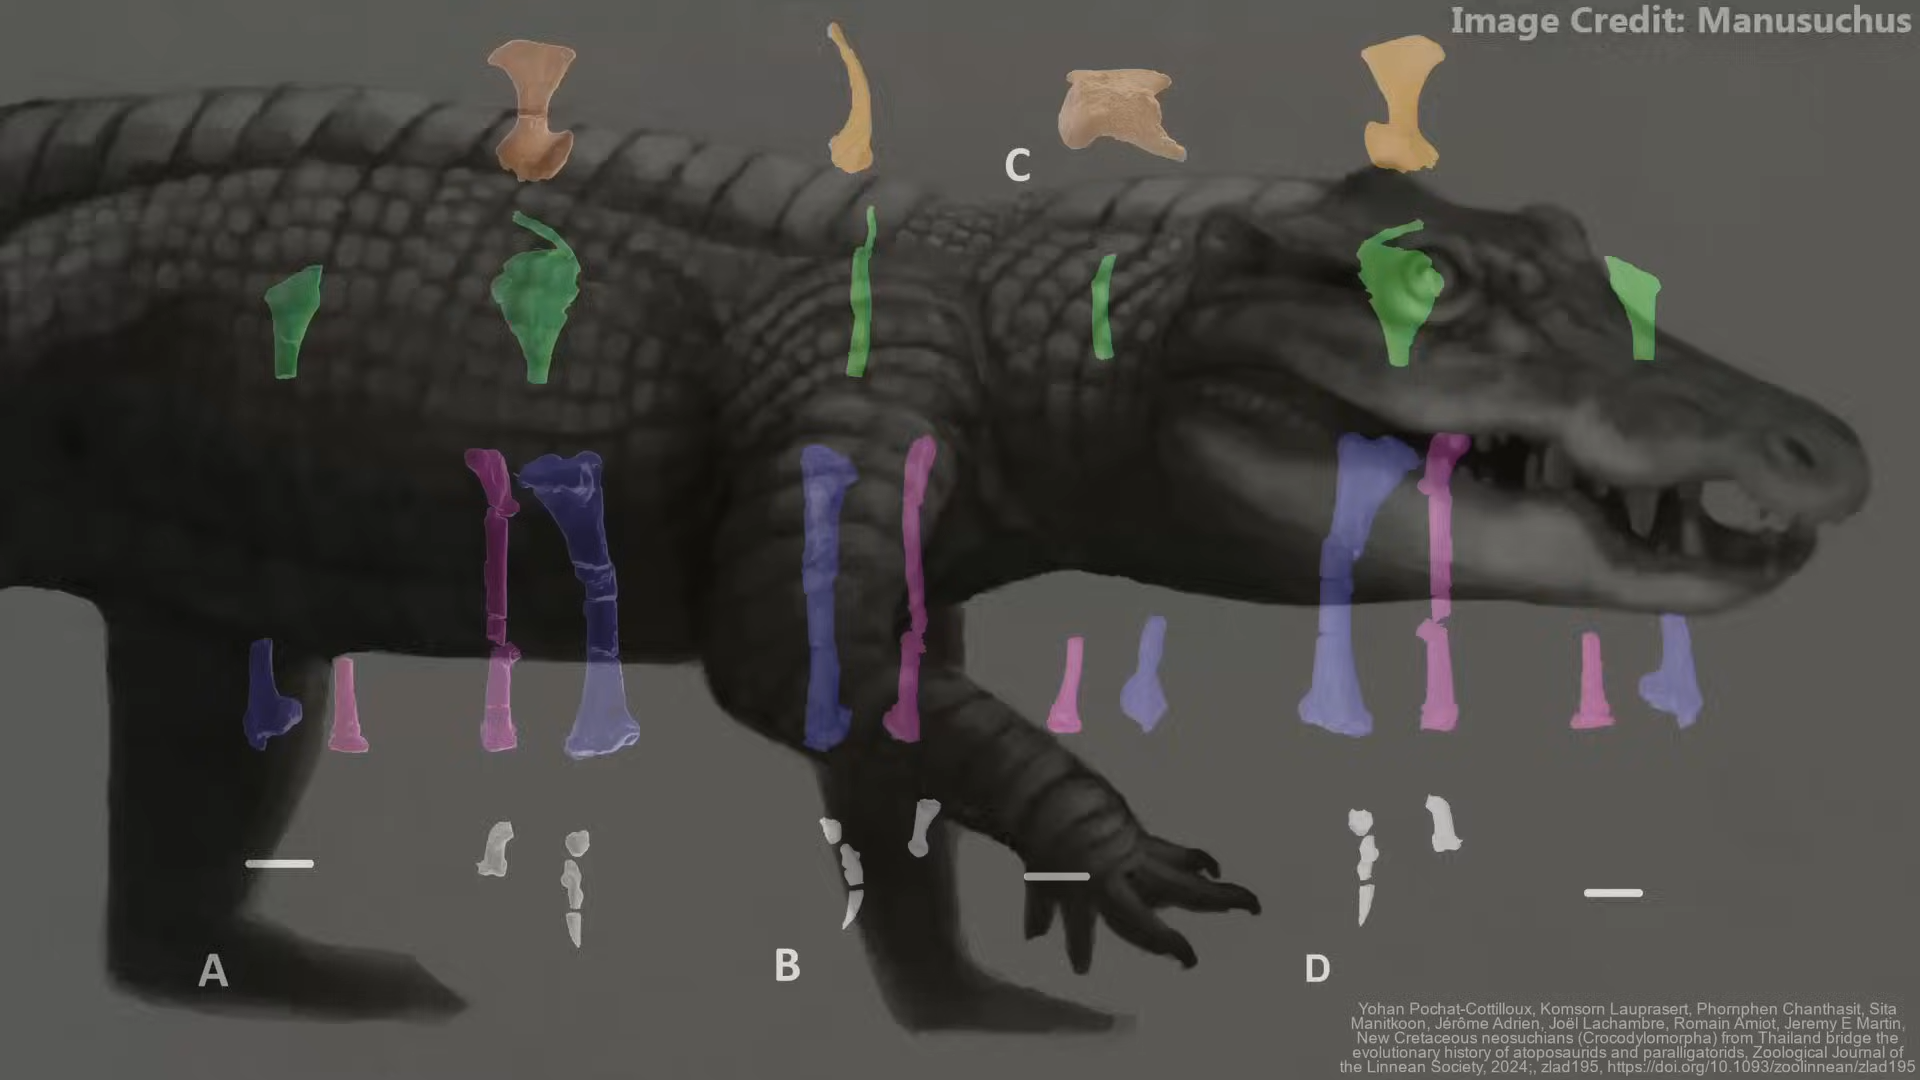 Image Credit: Manusuchus
C
A
B
D
Yohan Pochat-Cottilloux, Komsorn Lauprasert, Phornphen Chanthasit, Sita
Manitkoon, Jérôme Adrien, Joël Lachambre, Romain Amiot, Jeremy E Martin,
New Cretaceous neosuchians (Crocodylomorpha) from Thailand bridge the
evolutionary history of atoposaurids and paralligatorids, Zoological Journal of
the Linnean Society, 2024;, zlad195, https://doi.org/10.1093/zoolinnean/zlad195